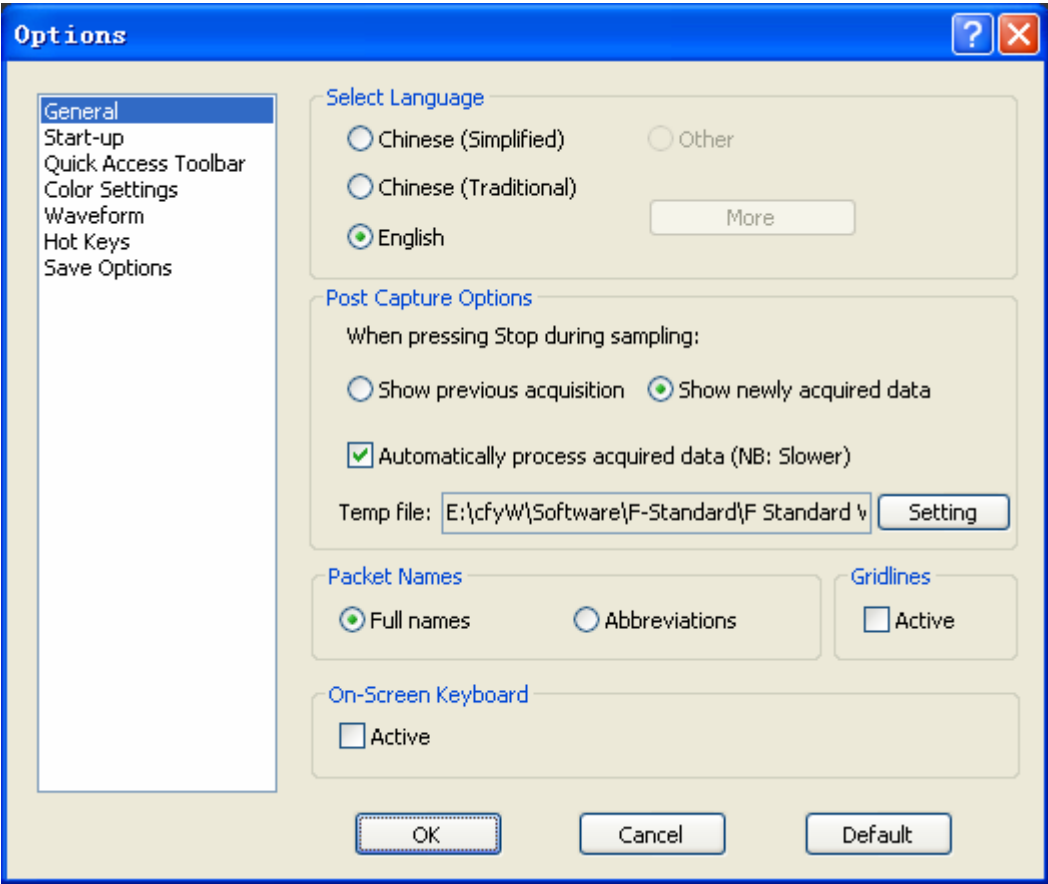 Options
General
Start-up
Quick Access Toolbar
Color Settings
Waveform
Hot Keys
Save Options
Select Language
Chinese (Simplified)
Other
Chinese (Traditional)
More
English
Post Capture Options
When pressing Stop during sampling:
Show previous acquisition
Show newly acquired data
Automatically process acquired data (NB: Slower)
Temp file: E:\cfyW\Software\F-Standard\F Standard Setting
Packet Names
Gridlines
Full names
Abbreviations
Active
On-Screen Keyboard
Active
OK
Cancel
Default